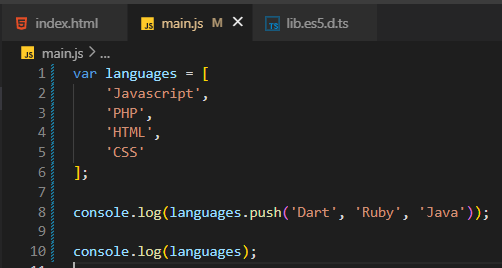 index.html main.js M lib.es5.d.ts
main.js > ...
1 var languages = [
2     'Javascript',
3     'PHP',
4     'HTML',
5     'CSS'
6 ];
7
8 console.log(languages.push('Dart', 'Ruby', 'Java'));
9
10 console.log(languages);
11